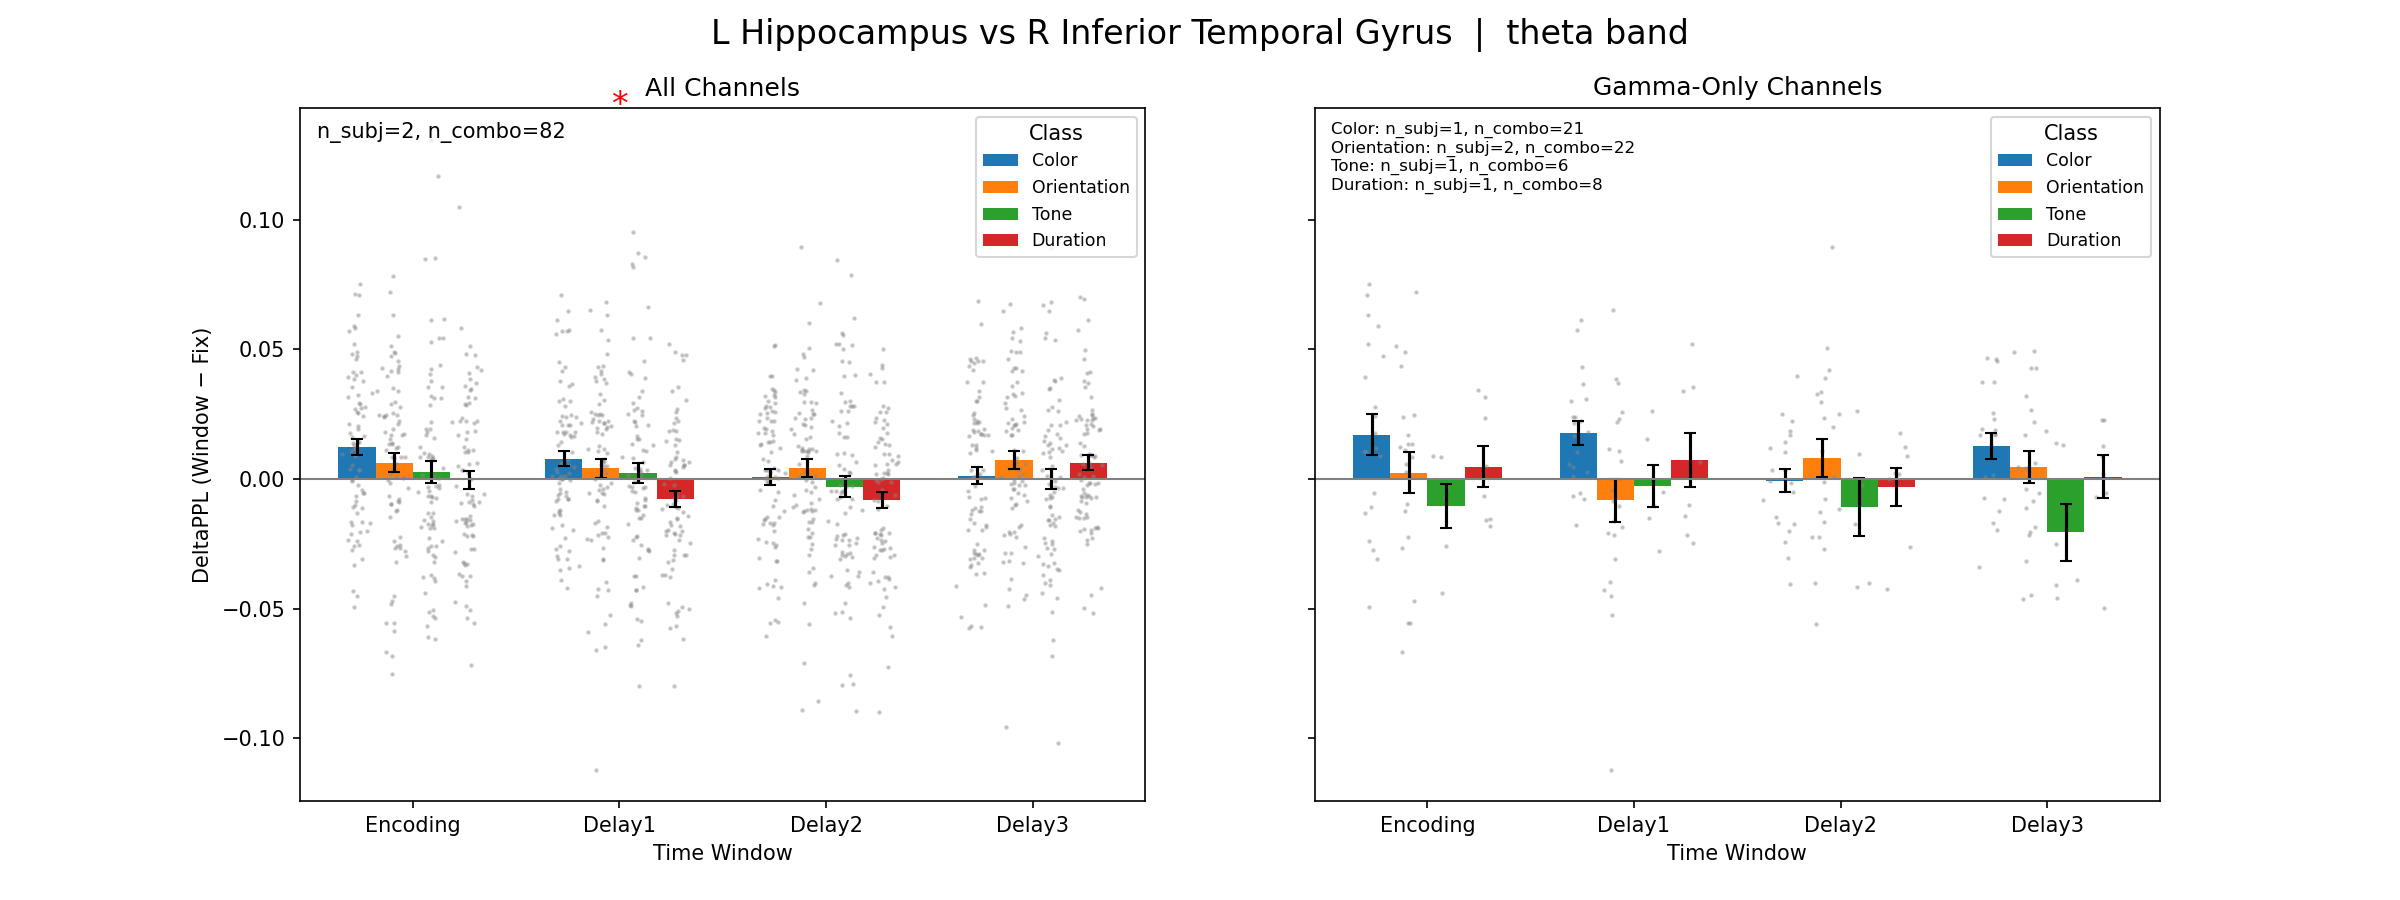 L Hippocampus vs R Inferior Temporal Gyrus | theta band
All Channels
*
n_subj=2, n_combo=82
Class
Color
Orientation
Tone
Duration
DeltaPPL (Window − Fix)
0.10
0.05
0.00
−0.05
−0.10
Encoding
Delay1
Delay2
Delay3
Time Window
Gamma-Only Channels
Color: n_subj=1, n_combo=21
Orientation: n_subj=2, n_combo=22
Tone: n_subj=1, n_combo=6
Duration: n_subj=1, n_combo=8
Class
Color
Orientation
Tone
Duration
Encoding
Delay1
Delay2
Delay3
Time Window